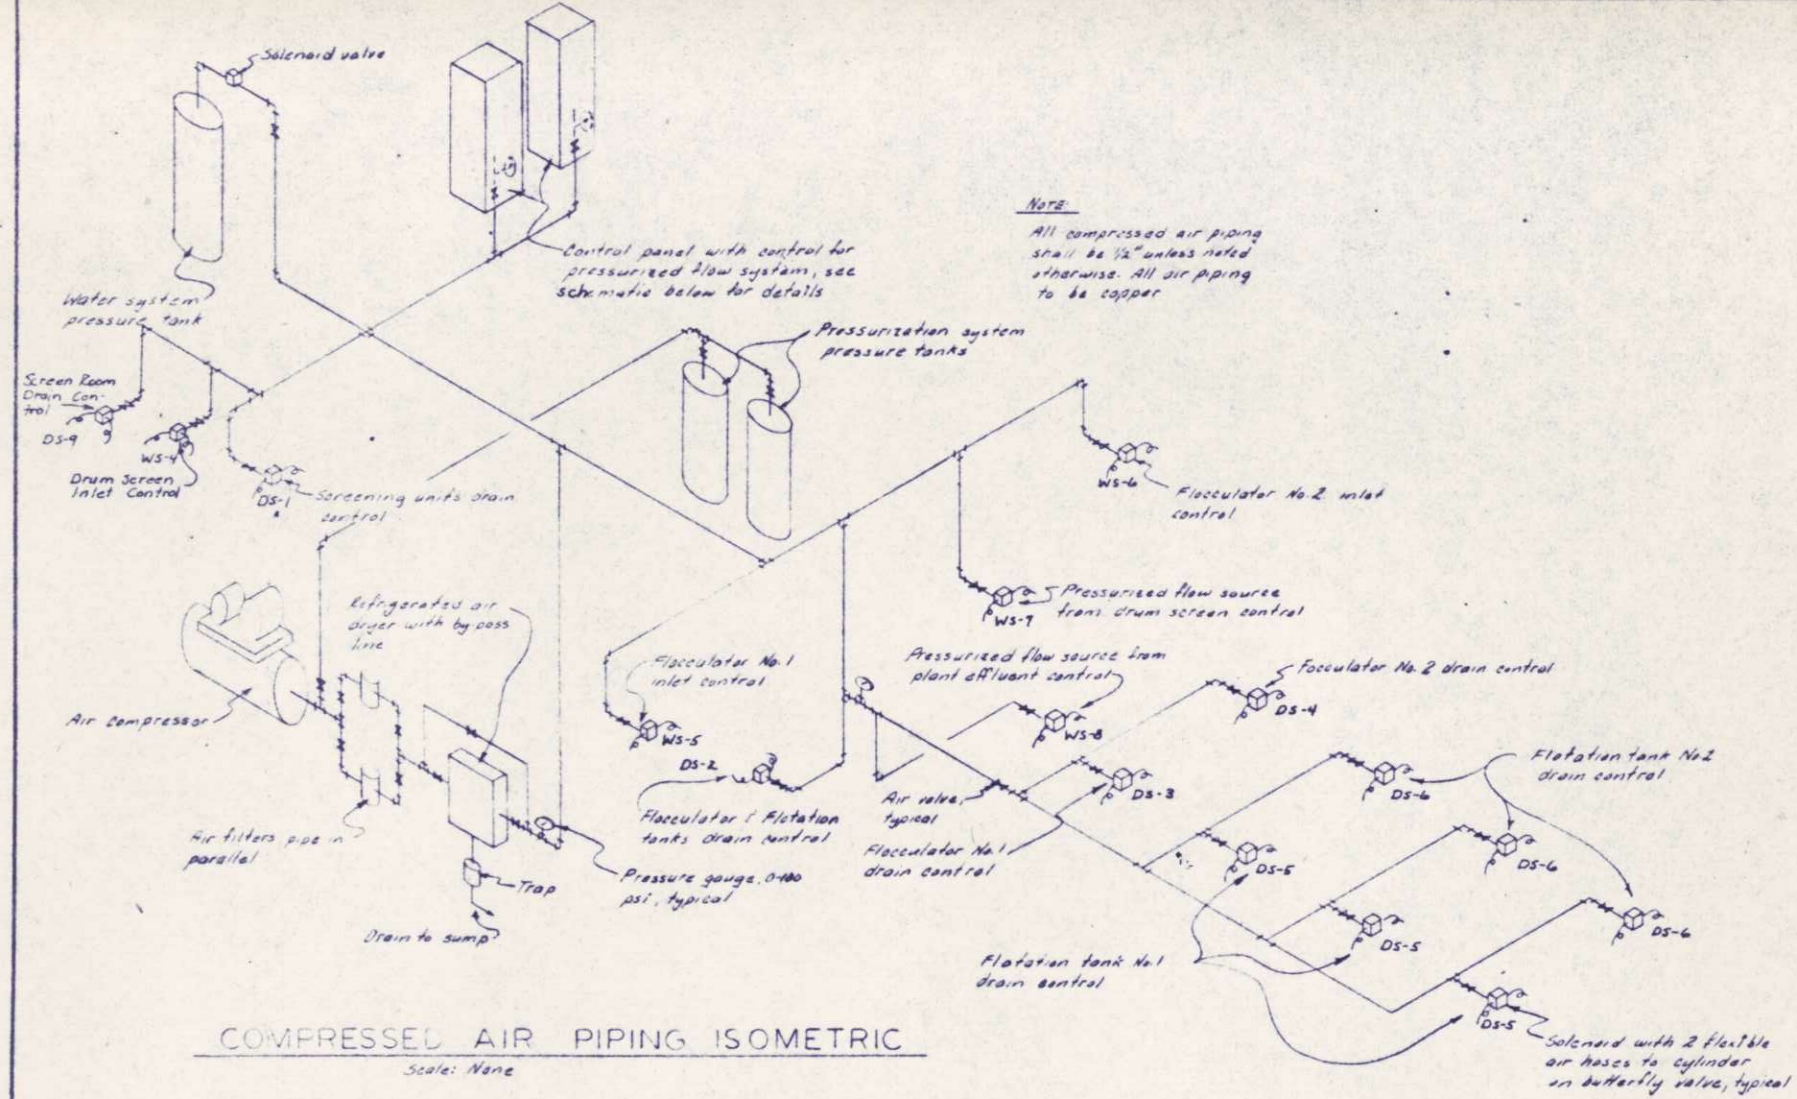 Solenoid valve
Control panel with control for
pressurized flow system, see
schematic below for details
NOTE:
All compressed air piping
shall be 1/2" unless noted
otherwise. All air piping
to be copper
Water system
pressure tank
Pressurization system
pressure tanks
Screen Room
Drain Con-
trol
DS-9
WS-4
Drum Screen
Inlet Control
DS-1
Screening units drain
control
WS-6
Flocculator No. 2 inlet
control
Refrigerated air
dryer with by-pass
line
WS-7
Pressurized flow source
from drum screen control
Air compressor
Flocculator No. 1
inlet control
WS-5
Pressurized flow source from
plant effluent control
WS-8
Focculator No. 2 drain control
DS-4
DS-2
Flocculator & Flotation
tanks drain control
Air valve,
typical
DS-3
Flocculator No. 1
drain control
DS-6
Flotation tank No. 2
drain control
Air filters pipe in
parallel
Trap
Pressure gauge, 0-100
psi, typical
DS-5
DS-6
Drain to sump
DS-5
DS-6
Flotation tank No. 1
drain control
DS-5
Solenoid with 2 flexible
air hoses to cylinder
on butterfly valve, typical
COMPRESSED AIR PIPING ISOMETRIC
Scale: None